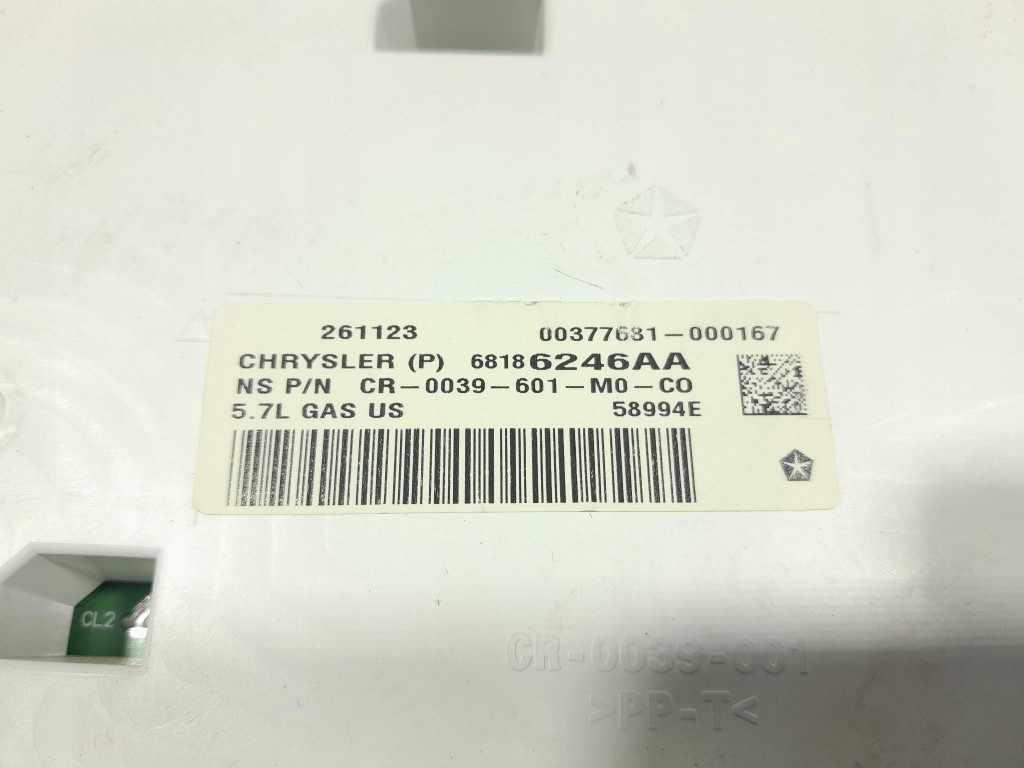 261123 00377681-000167
CHRYSLER (P) 68186246AA
NS P/N CR-0039-601-M0-CO
5.7L GAS US 58994E
CL2
CR-0039-661
>PP-T<